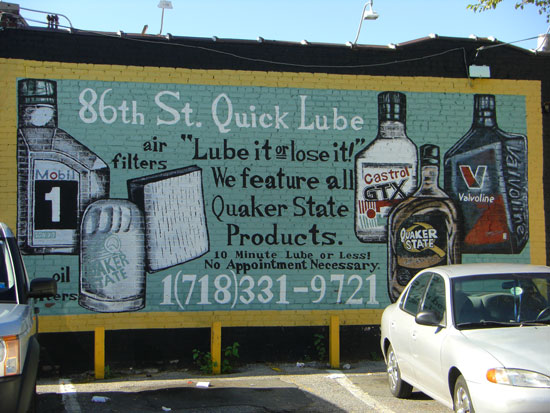 86th St. Quick Lube
air
filters
"Lube it or lose it!"
We feature all
Quaker State
Products.
10 Minute Lube or Less!
No Appointment Necessary.
1(718)331-9721
oil
filters
Mobil
1
QUAKER
STATE
Castrol
GTX
QUAKER
STATE
V
Valvoline
Valvoline